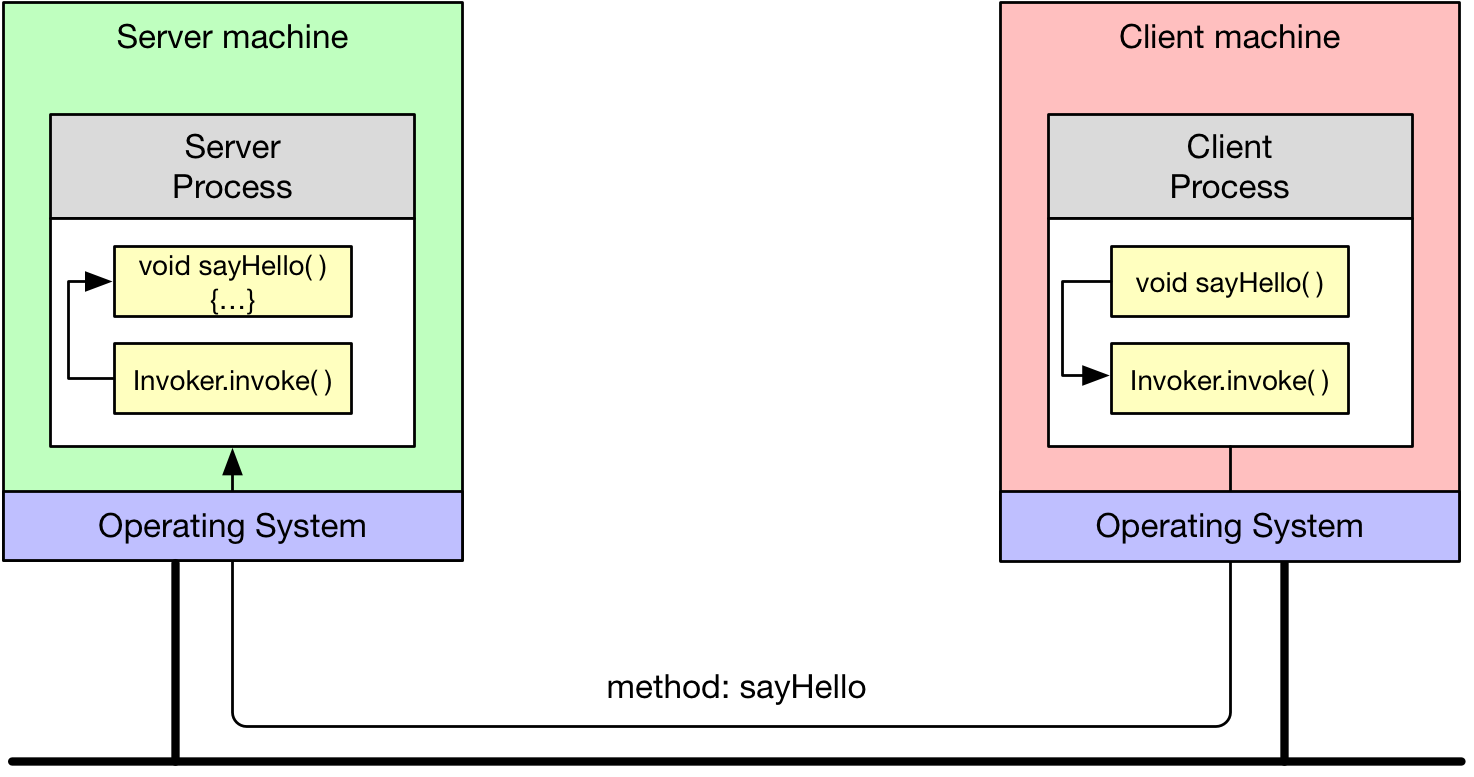 Server machine
Server
Process
void sayHello( )
{…}
Invoker.invoke( )
Operating System
Client machine
Client
Process
void sayHello( )
Invoker.invoke( )
Operating System
method: sayHello